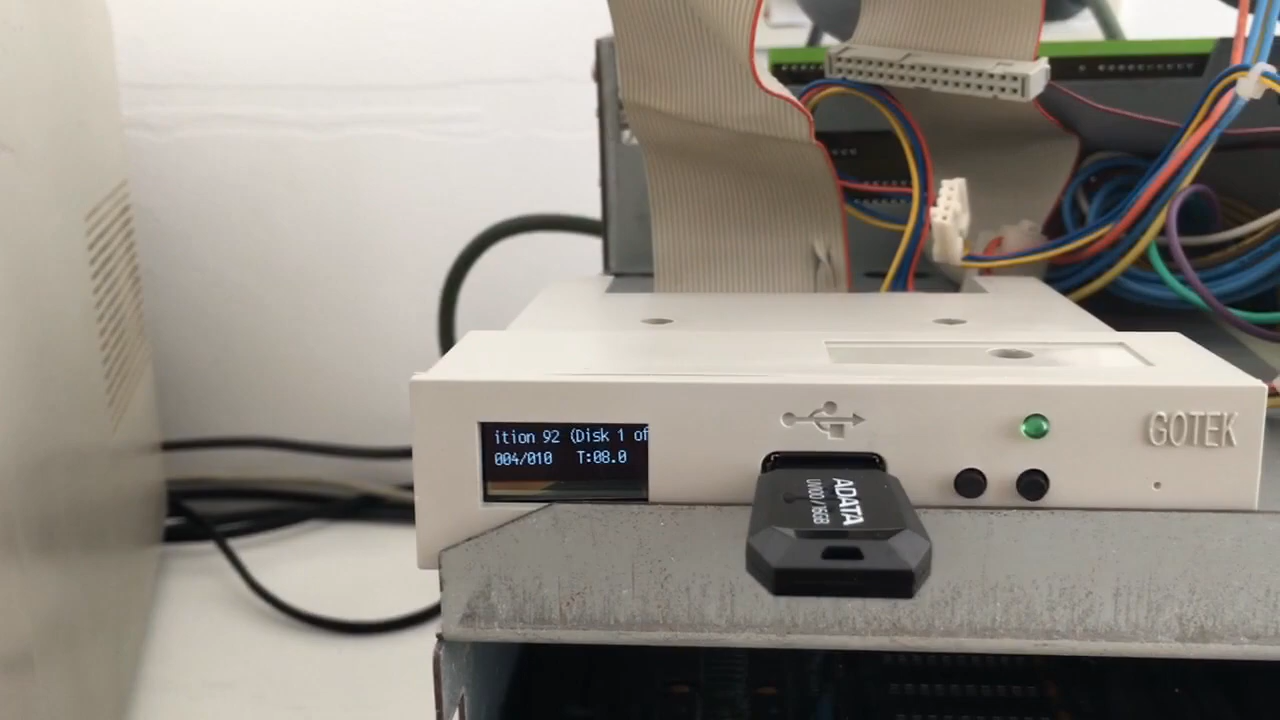 ition 92 (Disk 1 of
004/010 T:08.0
ADATA
UV100 / 16GB
GOTEK